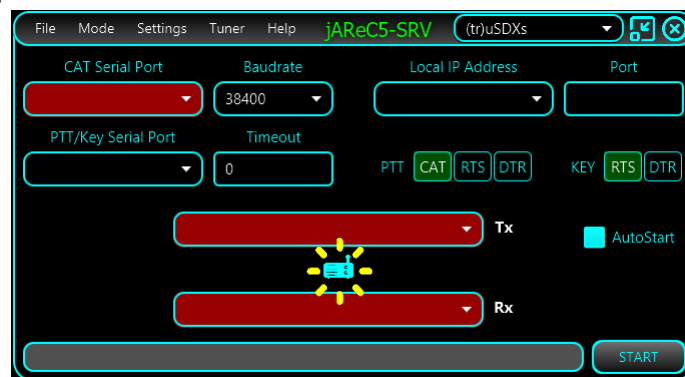 File Mode Settings Tuner Help jAReC5-SRV (tr)uSDXs
CAT Serial Port Baudrate Local IP Address Port
38400
PTT/Key Serial Port Timeout
0 PTT CAT RTS DTR KEY RTS DTR
Tx
AutoStart
Rx
START